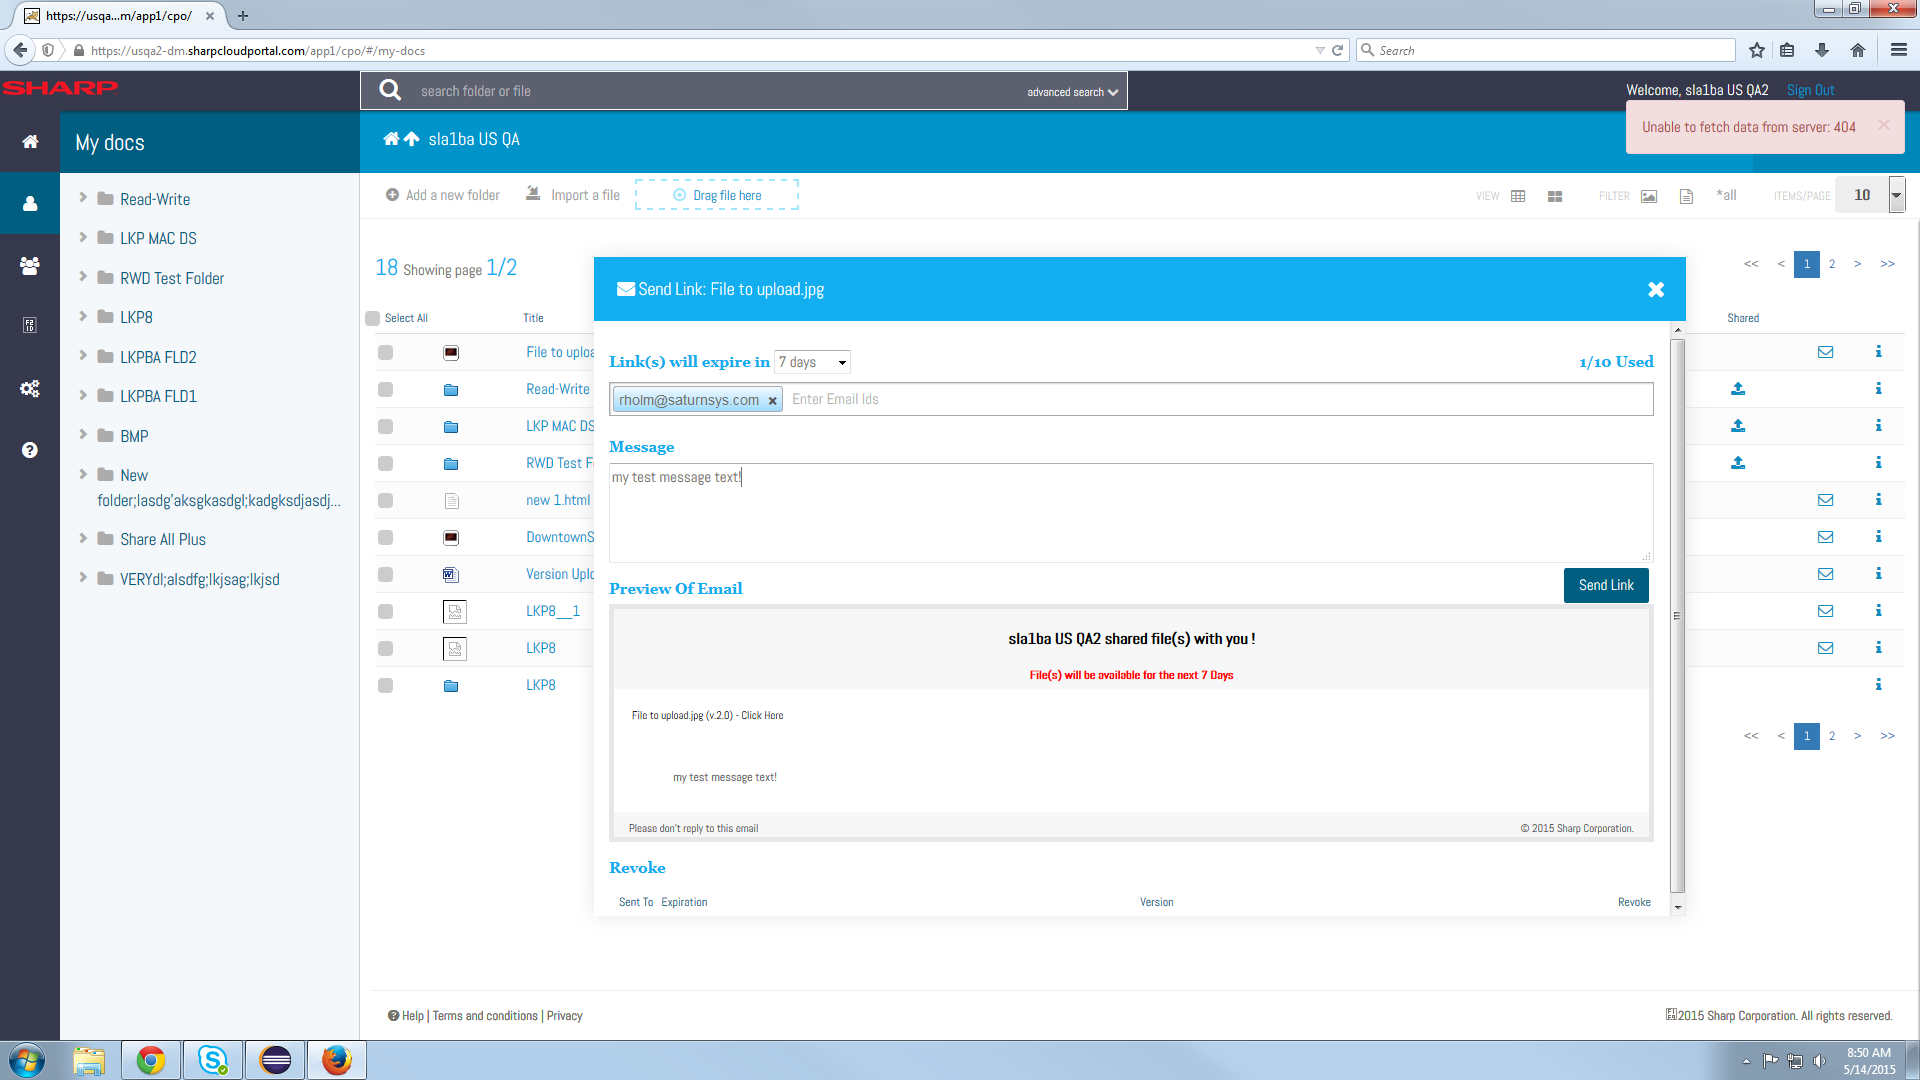 https://usqa...m/app1/cpo/
https://usqa2-dm.sharpcloudportal.com/app1/cpo/#/my-docs
Search
SHARP
search folder or file
advanced search
Welcome, sla1ba US QA2
Sign Out
Unable to fetch data from server: 404
My docs
sla1ba US QA
Add a new folder
Import a file
Drag file here
VIEW
FILTER
*all
ITEMS/PAGE
10
Read-Write
LKP MAC DS
RWD Test Folder
LKP8
LKPBA FLD2
LKPBA FLD1
BMP
New
folder;lasdg'aksgkasdgl;kadgksdjasdj...
Share All Plus
VERYdl;alsdfg;lkjsag;lkjsd
18 Showing page 1/2
<< < 1 2 > >>
Select All
Title
Shared
File to uploa
Read-Write
LKP MAC DS
RWD Test F
new 1.html
DowntownS
Version Uplo
LKP8__1
LKP8
LKP8
<< < 1 2 > >>
Send Link: File to upload.jpg
Link(s) will expire in 7 days
1/10 Used
rholm@saturnsys.com
Enter Email Ids
Message
my test message text!
Send Link
Preview Of Email
sla1ba US QA2 shared file(s) with you !
File(s) will be available for the next 7 Days
File to upload.jpg (v.2.0) - Click Here
my test message text!
Please don't reply to this email
© 2015 Sharp Corporation.
Revoke
Sent To Expiration Version Revoke
Help | Terms and conditions | Privacy
2015 Sharp Corporation. All rights reserved.
8:50 AM
5/14/2015